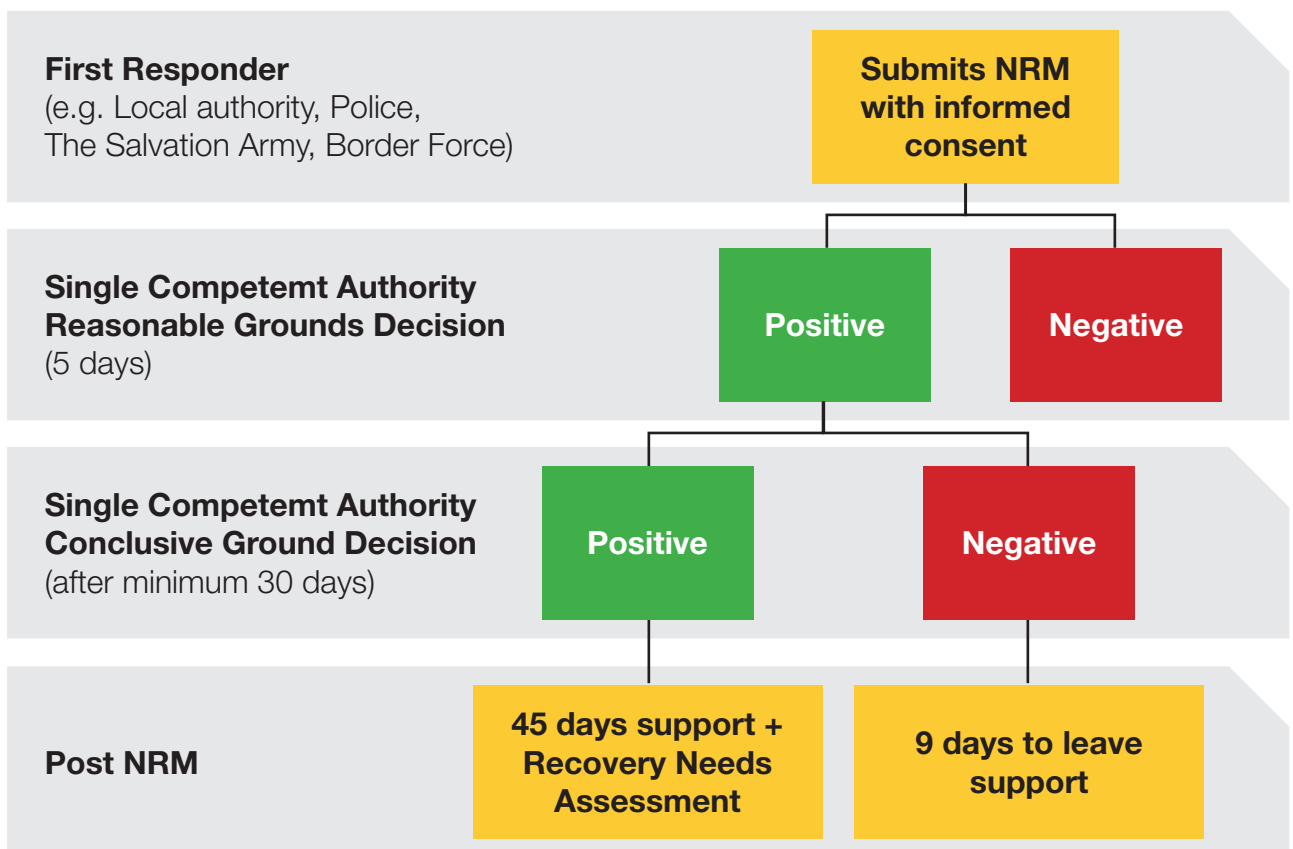 First Responder
(e.g. Local authority, Police,
The Salvation Army, Border Force)
Submits NRM
with informed
consent
Single Competemt Authority
Reasonable Grounds Decision
(5 days)
Positive
Negative
Single Competemt Authority
Conclusive Ground Decision
(after minimum 30 days)
Positive
Negative
Post NRM
45 days support +
Recovery Needs
Assessment
9 days to leave
support